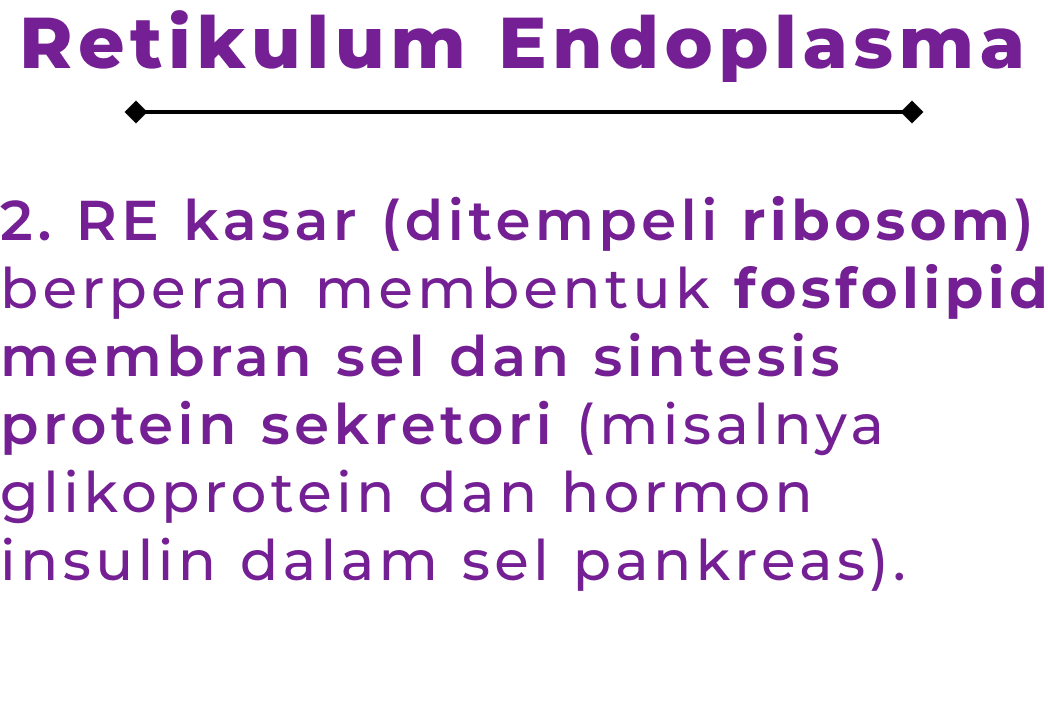 Retikulum Endoplasma
2. RE kasar (ditempeli ribosom)
berperan membentuk fosfolipid
membran sel dan sintesis
protein sekretori (misalnya
glikoprotein dan hormon
insulin dalam sel pankreas).